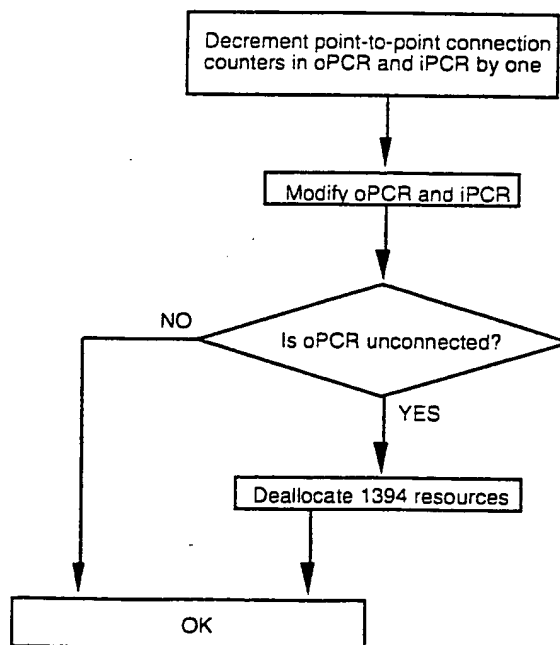 Decrement point-to-point connection
counters in oPCR and iPCR by one
Modify oPCR and iPCR
NO
Is oPCR unconnected?
YES
Deallocate 1394 resources
OK